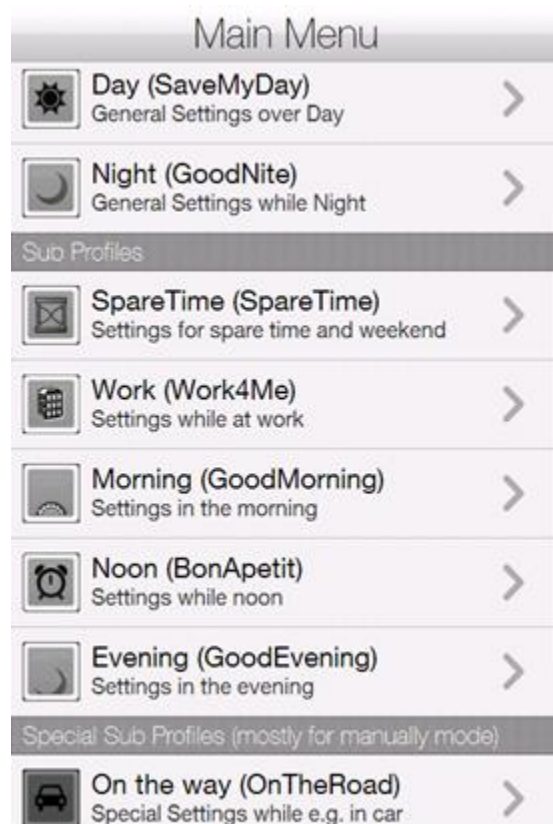 Main Menu
Day (SaveMyDay)
General Settings over Day
Night (GoodNite)
General Settings while Night
Sub Profiles
SpareTime (SpareTime)
Settings for spare time and weekend
Work (Work4Me)
Settings while at work
Morning (GoodMorning)
Settings in the morning
Noon (BonApetit)
Settings while noon
Evening (GoodEvening)
Settings in the evening
Special Sub Profiles (mostly for manually mode)
On the way (OnTheRoad)
Special Settings while e.g. in car